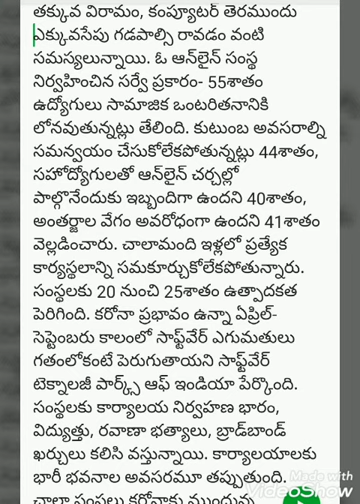 తక్కువ విరామం, కంప్యూటర్ తెరముందు
ఎక్కువసేపు గడపాల్సి రావడం వంటి
సమస్యలున్నాయి. ఓ ఆన్‌లైన్ సంస్థ
నిర్వహించిన సర్వే ప్రకారం- 55శాతం
ఉద్యోగులు సామాజిక ఒంటరితనానికి
లోనవుతున్నట్లు తేలింది. కుటుంబ అవసరాల్ని
సమన్వయం చేసుకోలేకపోతున్నట్లు 44శాతం,
సహోద్యోగులతో ఆన్‌లైన్ చర్చల్లో
పాల్గొనేందుకు ఇబ్బందిగా ఉందని 40శాతం,
అంతర్జాల వేగం అవరోధంగా ఉందని 41శాతం
వెల్లడించారు. చాలామంది ఇళ్లలో ప్రత్యేక
కార్యస్థలాన్ని సమకూర్చుకోలేకపోతున్నారు.
సంస్థలకు 20 నుంచి 25శాతం ఉత్పాదకత
పెరిగింది. కరోనా ప్రభావం ఉన్నా ఏప్రిల్-
సెప్టెంబరు కాలంలో సాఫ్ట్‌వేర్ ఎగుమతులు
గతంలోకంటే పెరుగుతాయని సాఫ్ట్‌వేర్
టెక్నాలజీ పార్క్స్ ఆఫ్ ఇండియా పేర్కొంది.
సంస్థలకు కార్యాలయ నిర్వహణ భారం,
విద్యుత్తు, రవాణా భత్యాలు, బ్రాడ్‌బాండ్
ఖర్చులు కలిసి వస్తున్నాయి. కార్యాలయాలకు
భారీ భవనాల అవసరమూ తప్పుతుంది.
చాలా సంస్థలు కరోనాకు ముందున్న
Made with
VivaVideo